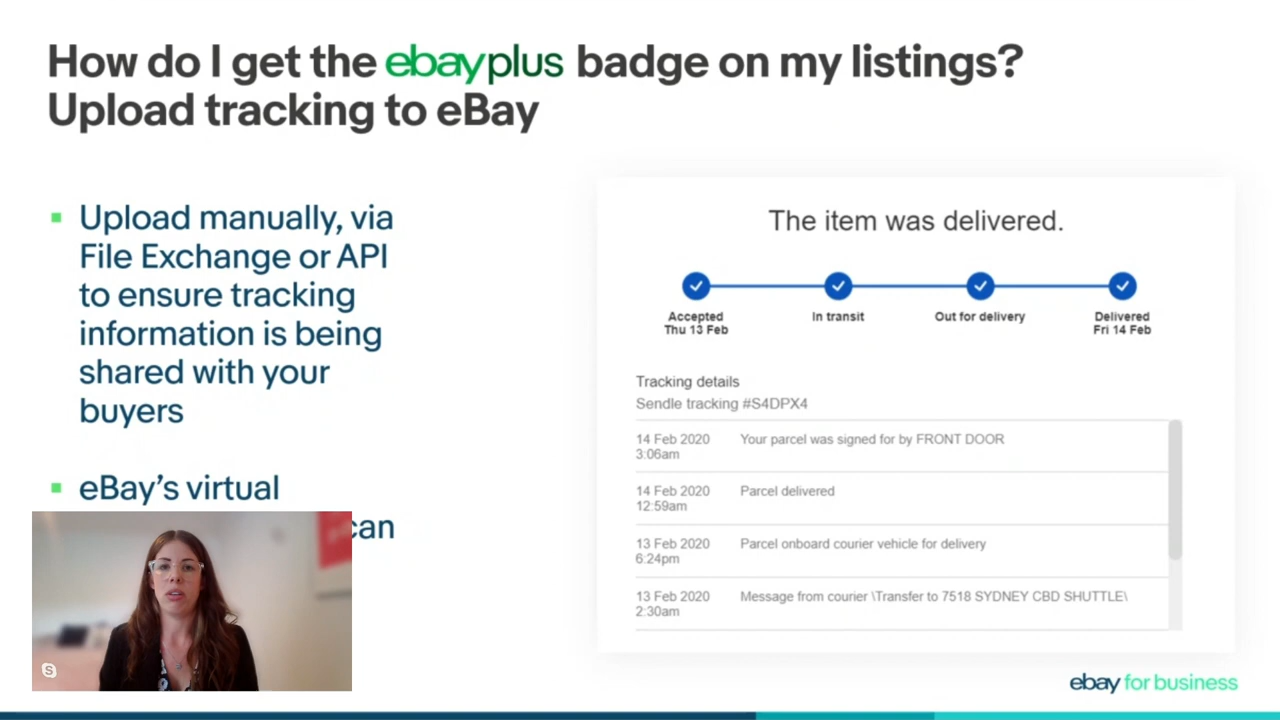 How do I get the ebayplus badge on my listings?
Upload tracking to eBay
▪ Upload manually, via
File Exchange or API
to ensure tracking
information is being
shared with your
buyers
▪ eBay's virtual
can
The item was delivered.
Accepted
Thu 13 Feb
In transit
Out for delivery
Delivered
Fri 14 Feb
Tracking details
Sendle tracking #S4DPX4
14 Feb 2020 Your parcel was signed for by FRONT DOOR
3:06am
14 Feb 2020 Parcel delivered
12:59am
13 Feb 2020 Parcel onboard courier vehicle for delivery
6:24pm
13 Feb 2020 Message from courier \Transfer to 7518 SYDNEY CBD SHUTTLE\
2:30am
S
ebay for business